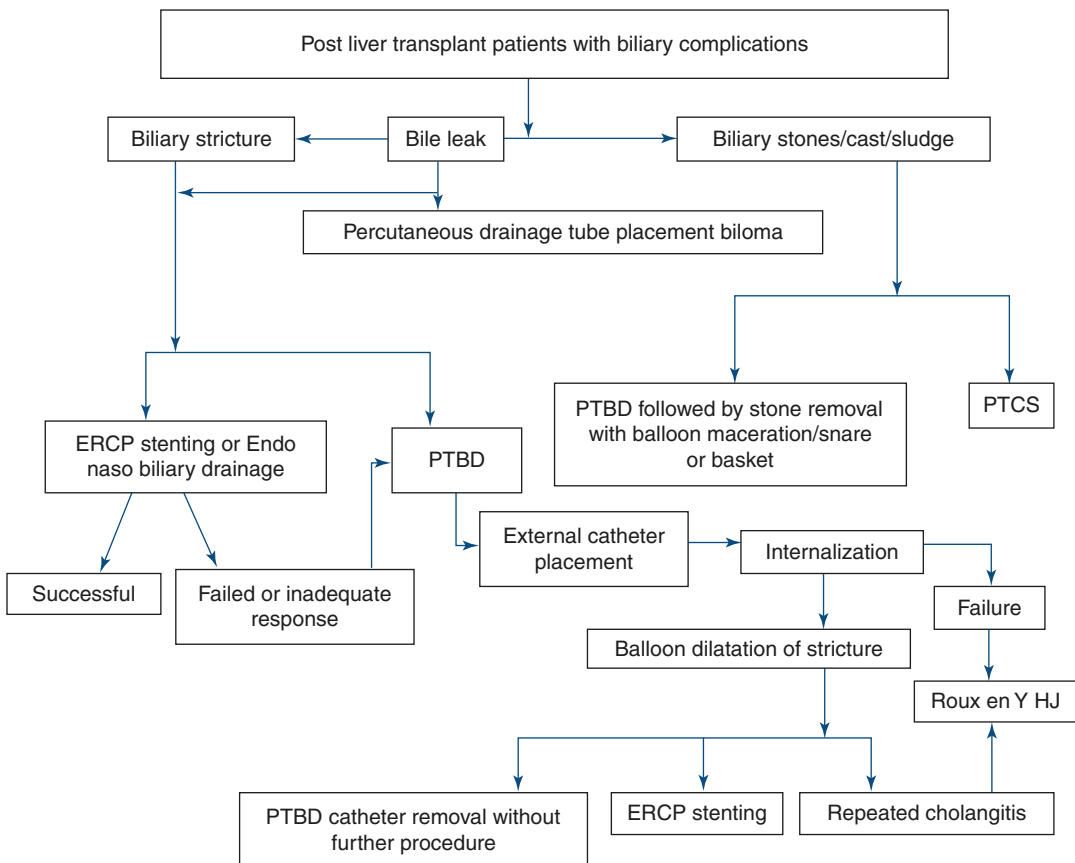 Post liver transplant patients with biliary complications
Biliary stricture
Bile leak
Biliary stones/cast/sludge
Percutaneous drainage tube placement biloma
PTBD followed by stone removal
with balloon maceration/snare
or basket
PTCS
ERCP stenting or Endo
naso biliary drainage
PTBD
External catheter
placement
Internalization
Successful
Failed or inadequate
response
Failure
Balloon dilatation of stricture
Roux en Y HJ
PTBD catheter removal without
further procedure
ERCP stenting
Repeated cholangitis